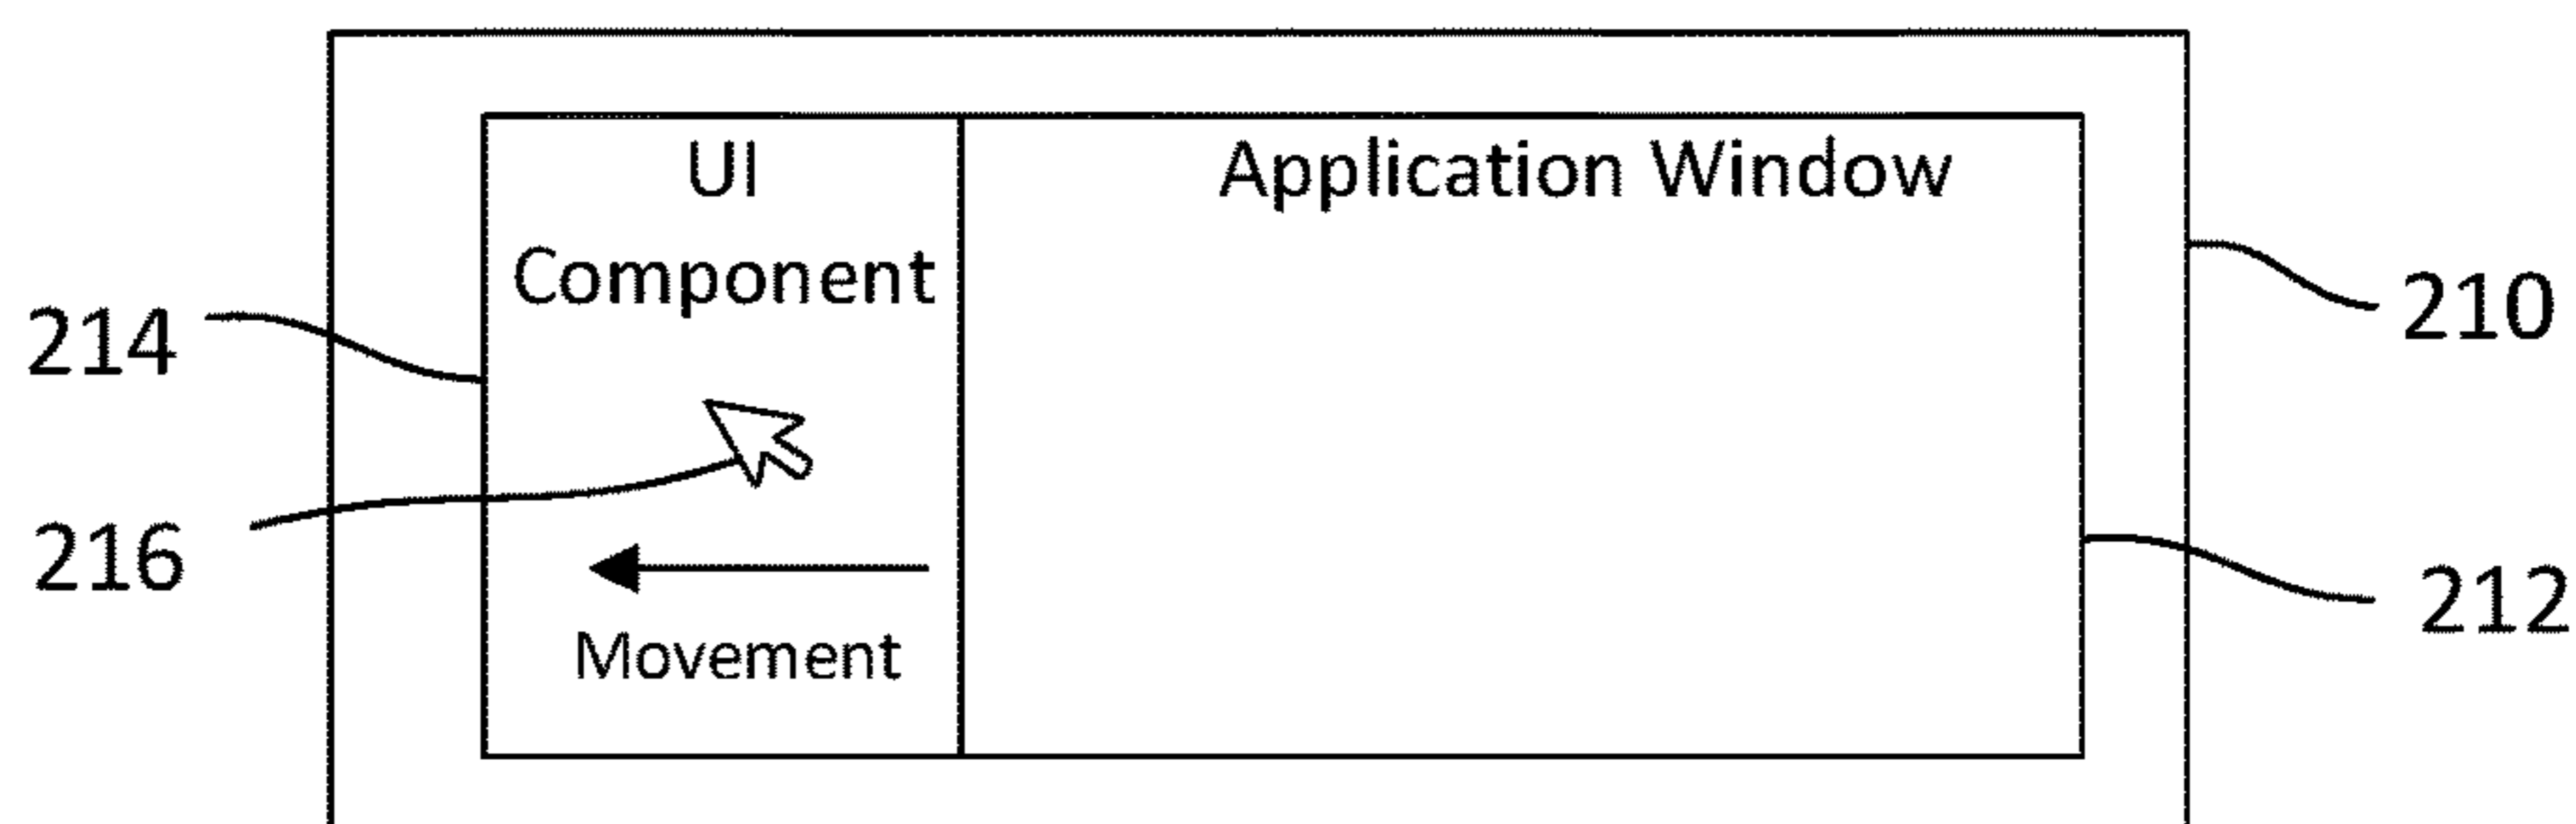 UI
Component
Application Window
214
210
216
212
Movement